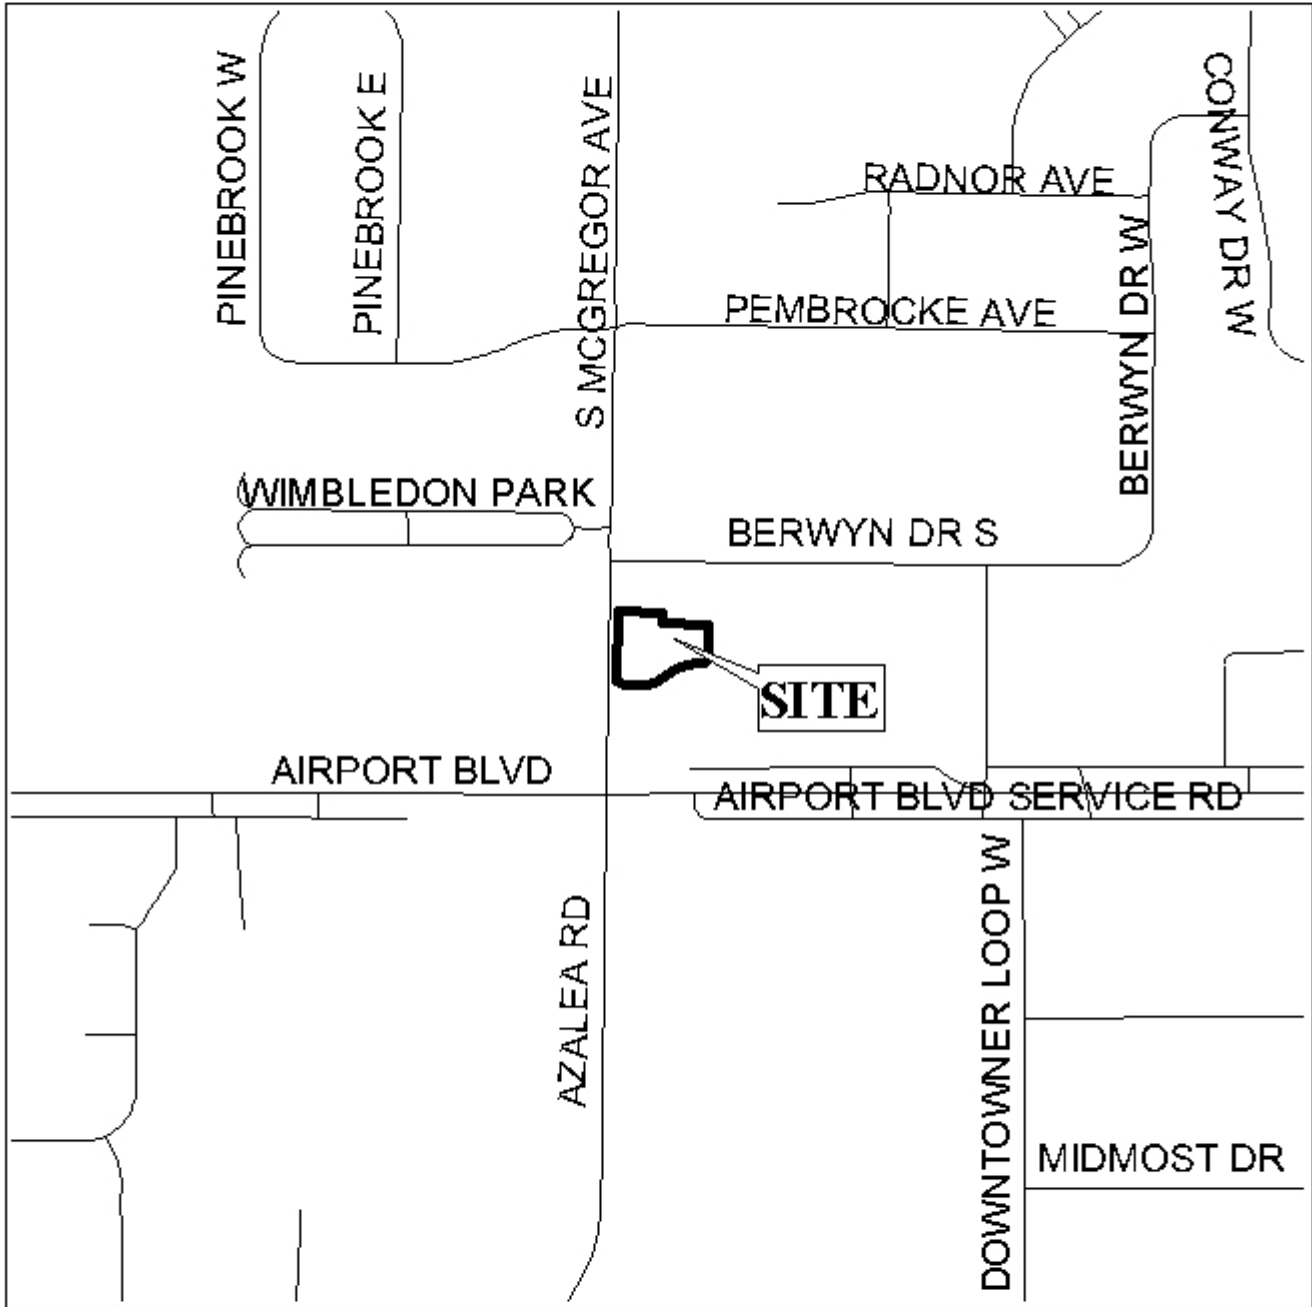 PINEBROOK W
PINEBROOK E
S MCGREGOR AVE
CONWAY DR W
RADNOR AVE
BERWYN DR W
PEMBROCKE AVE
WIMBLEDON PARK
BERWYN DR S
SITE
AIRPORT BLVD
AIRPORT BLVD SERVICE RD
AZALEA RD
DOWNTOWNER LOOP W
MIDMOST DR